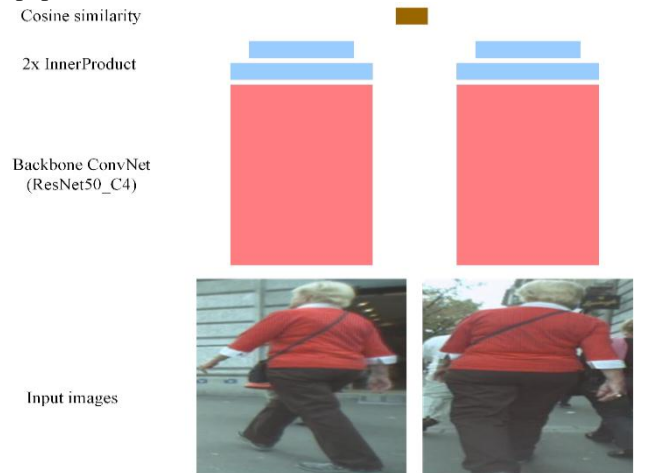 Cosine similarity
2x InnerProduct
Backbone ConvNet
(ResNet50_C4)
Input images